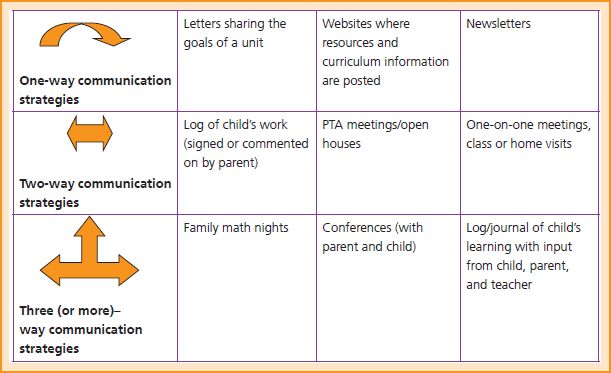 One-way communication
strategies
Letters sharing the
goals of a unit
Websites where
resources and
curriculum information
are posted
Newsletters
Two-way communication
strategies
Log of child's work
(signed or commented
on by parent)
PTA meetings/open
houses
One-on-one meetings,
class or home visits
Three (or more)–
way communication
strategies
Family math nights
Conferences (with
parent and child)
Log/journal of child's
learning with input
from child, parent,
and teacher